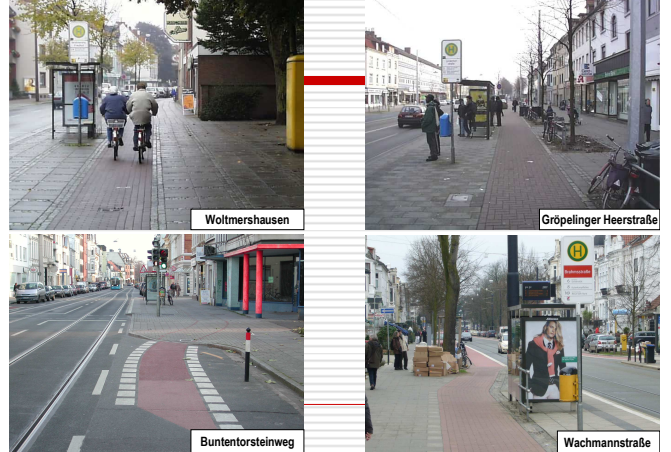 H
Woltmershausen
H
Gröpelinger Heerstraße
Buntentorsteinweg
H
Wachmannstraße